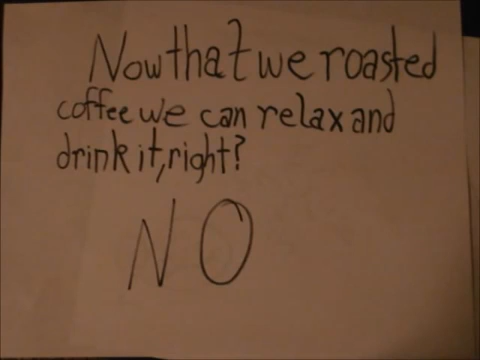 Now that we roasted
coffee we can relax and
drink it, right?
NO